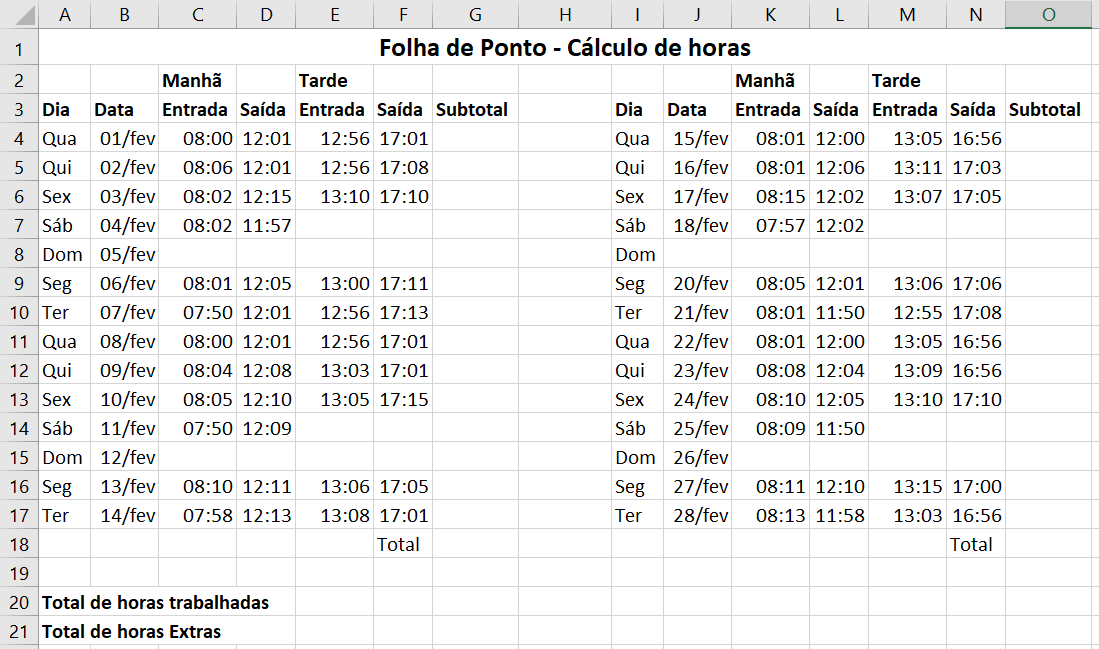 A B C D E F G H I J K L M N O
1 Folha de Ponto - Cálculo de horas
2 Manhã Tarde Manhã Tarde
3 Dia Data Entrada Saída Entrada Saída Subtotal Dia Data Entrada Saída Entrada Saída Subtotal
4 Qua 01/fev 08:00 12:01 12:56 17:01 Qua 15/fev 08:01 12:00 13:05 16:56
5 Qui 02/fev 08:06 12:01 12:56 17:08 Qui 16/fev 08:01 12:06 13:11 17:03
6 Sex 03/fev 08:02 12:15 13:10 17:10 Sex 17/fev 08:15 12:02 13:07 17:05
7 Sáb 04/fev 08:02 11:57 Sáb 18/fev 07:57 12:02
8 Dom 05/fev Dom
9 Seg 06/fev 08:01 12:05 13:00 17:11 Seg 20/fev 08:05 12:01 13:06 17:06
10 Ter 07/fev 07:50 12:01 12:56 17:13 Ter 21/fev 08:01 11:50 12:55 17:08
11 Qua 08/fev 08:00 12:01 12:56 17:01 Qua 22/fev 08:01 12:00 13:05 16:56
12 Qui 09/fev 08:04 12:08 13:03 17:01 Qui 23/fev 08:08 12:04 13:09 16:56
13 Sex 10/fev 08:05 12:10 13:05 17:15 Sex 24/fev 08:10 12:05 13:10 17:10
14 Sáb 11/fev 07:50 12:09 Sáb 25/fev 08:09 11:50
15 Dom 12/fev Dom 26/fev
16 Seg 13/fev 08:10 12:11 13:06 17:05 Seg 27/fev 08:11 12:10 13:15 17:00
17 Ter 14/fev 07:58 12:13 13:08 17:01 Ter 28/fev 08:13 11:58 13:03 16:56
18 Total Total
19
20 Total de horas trabalhadas
21 Total de horas Extras